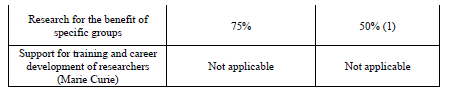 Research for the benefit of
specific groups
75%
50% (1)
Support for training and career
development of researchers
(Marie Curie)
Not applicable
Not applicable